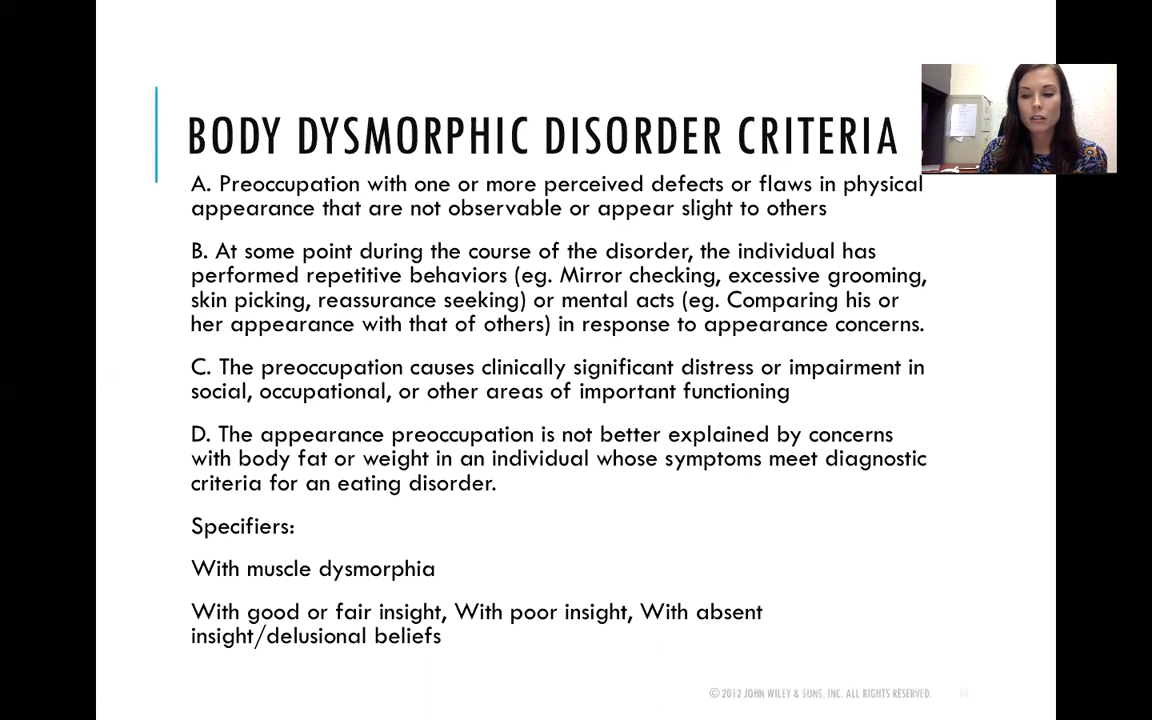 BODY DYSMORPHIC DISORDER CRITERIA
A. Preoccupation with one or more perceived defects or flaws in physical
appearance that are not observable or appear slight to others
B. At some point during the course of the disorder, the individual has
performed repetitive behaviors (eg. Mirror checking, excessive grooming,
skin picking, reassurance seeking) or mental acts (eg. Comparing his or
her appearance with that of others) in response to appearance concerns.
C. The preoccupation causes clinically significant distress or impairment in
social, occupational, or other areas of important functioning
D. The appearance preoccupation is not better explained by concerns
with body fat or weight in an individual whose symptoms meet diagnostic
criteria for an eating disorder.
Specifiers:
With muscle dysmorphia
With good or fair insight, With poor insight, With absent
insight/delusional beliefs
© 2013 JOHN WILEY & SONS, INC. ALL RIGHTS RESERVED.